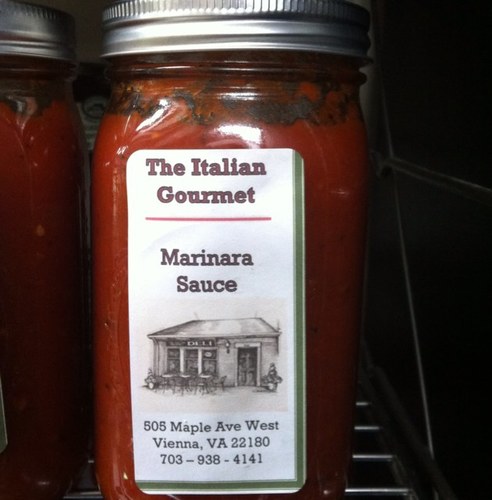 The Italian
Gourmet
Marinara
Sauce
DELI
505 Maple Ave West
Vienna, VA 22180
703 - 938 - 4141